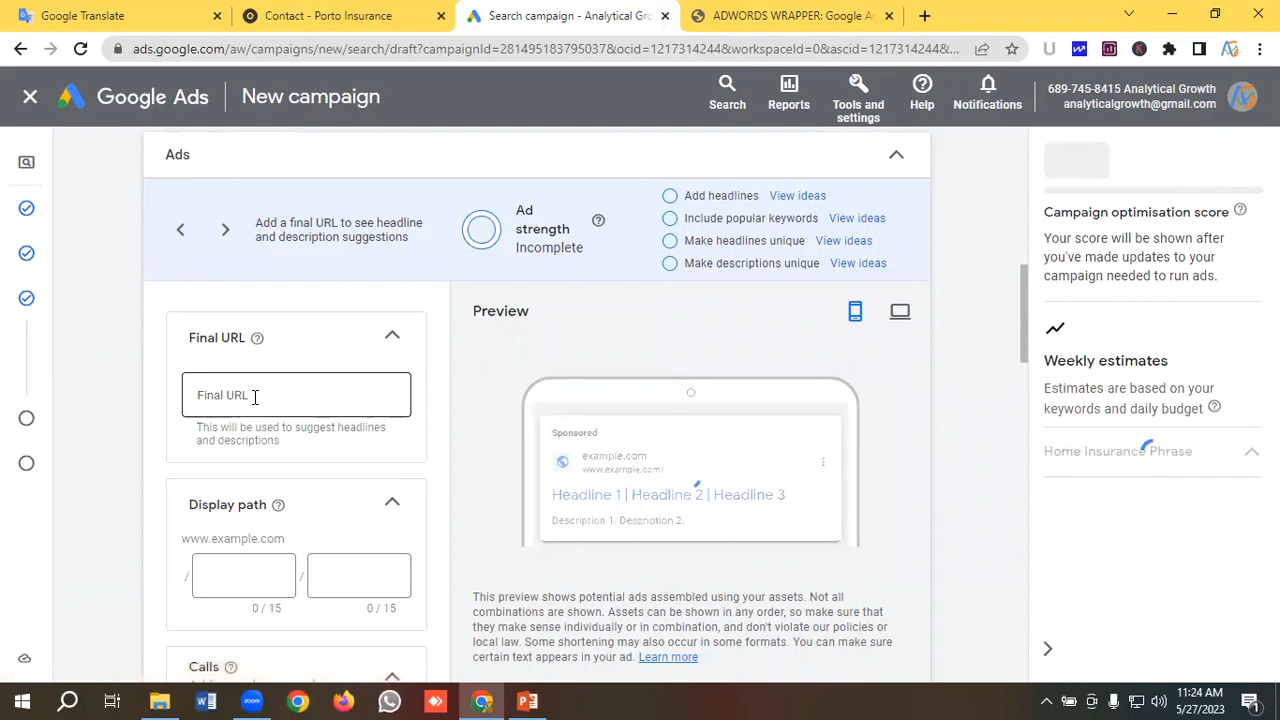 Google Translate
Contact - Porto Insurance
Search campaign - Analytical Gro
ADWORDS WRAPPER: Google Ad
ads.google.com/aw/campaigns/new/search/draft?campaignId=281495183795037&ocid=1217314244&workspaceId=0&ascid=1217314244&...
Google Ads
New campaign
Search
Reports
Tools and settings
Help
Notifications
689-745-8415 Analytical Growth
analyticalgrowth@gmail.com
Ads
Add a final URL to see headline
and description suggestions
Ad
strength
Incomplete
Add headlines View ideas
Include popular keywords View ideas
Make headlines unique View ideas
Make descriptions unique View ideas
Final URL
Final URL
This will be used to suggest headlines
and descriptions
Display path
www.example.com
/ /
0 / 15 0 / 15
Calls
Preview
Sponsored
example.com
www.example.com/
Headline 1 | Headline 2 | Headline 3
Description 1. Description 2.
This preview shows potential ads assembled using your assets. Not all
combinations are shown. Assets can be shown in any order, so make sure that
they make sense individually or in combination, and don't violate our policies or
local law. Some shortening may also occur in some formats. You can make sure
certain text appears in your ad. Learn more
Campaign optimisation score
Your score will be shown after
you've made updates to your
campaign needed to run ads.
Weekly estimates
Estimates are based on your
keywords and daily budget
Home Insurance Phrase
11:24 AM
5/27/2023